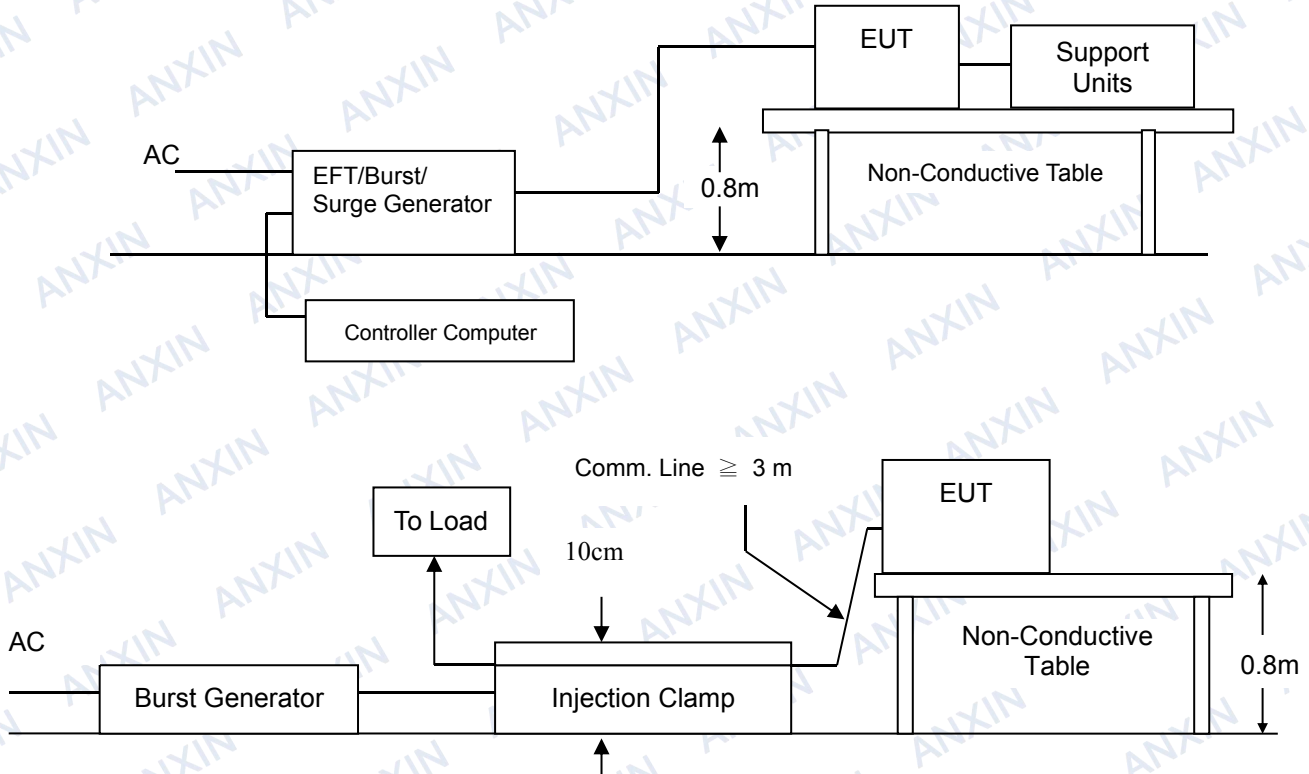 EUT
Support
Units
AC
EFT/Burst/
Surge Generator
0.8m
Non-Conductive Table
Controller Computer
Comm. Line ≧ 3 m
EUT
To Load
10cm
AC
Non-Conductive
Table
0.8m
Burst Generator
Injection Clamp
ANXIN